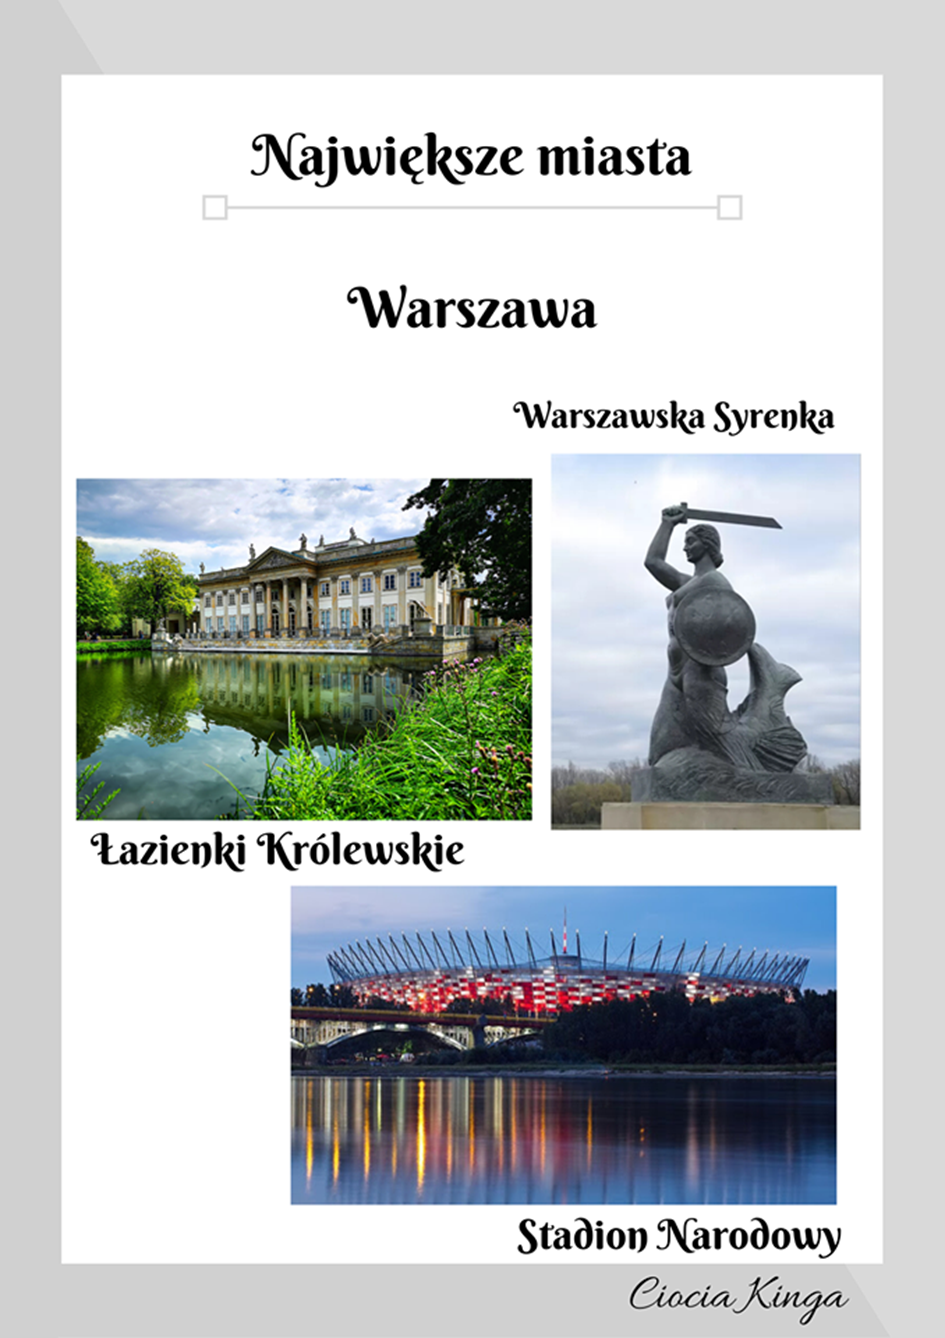 Największe miasta
Warszawa
Warszawska Syrenka
Łazienki Królewskie
Stadion Narodowy
Ciocia Kinga